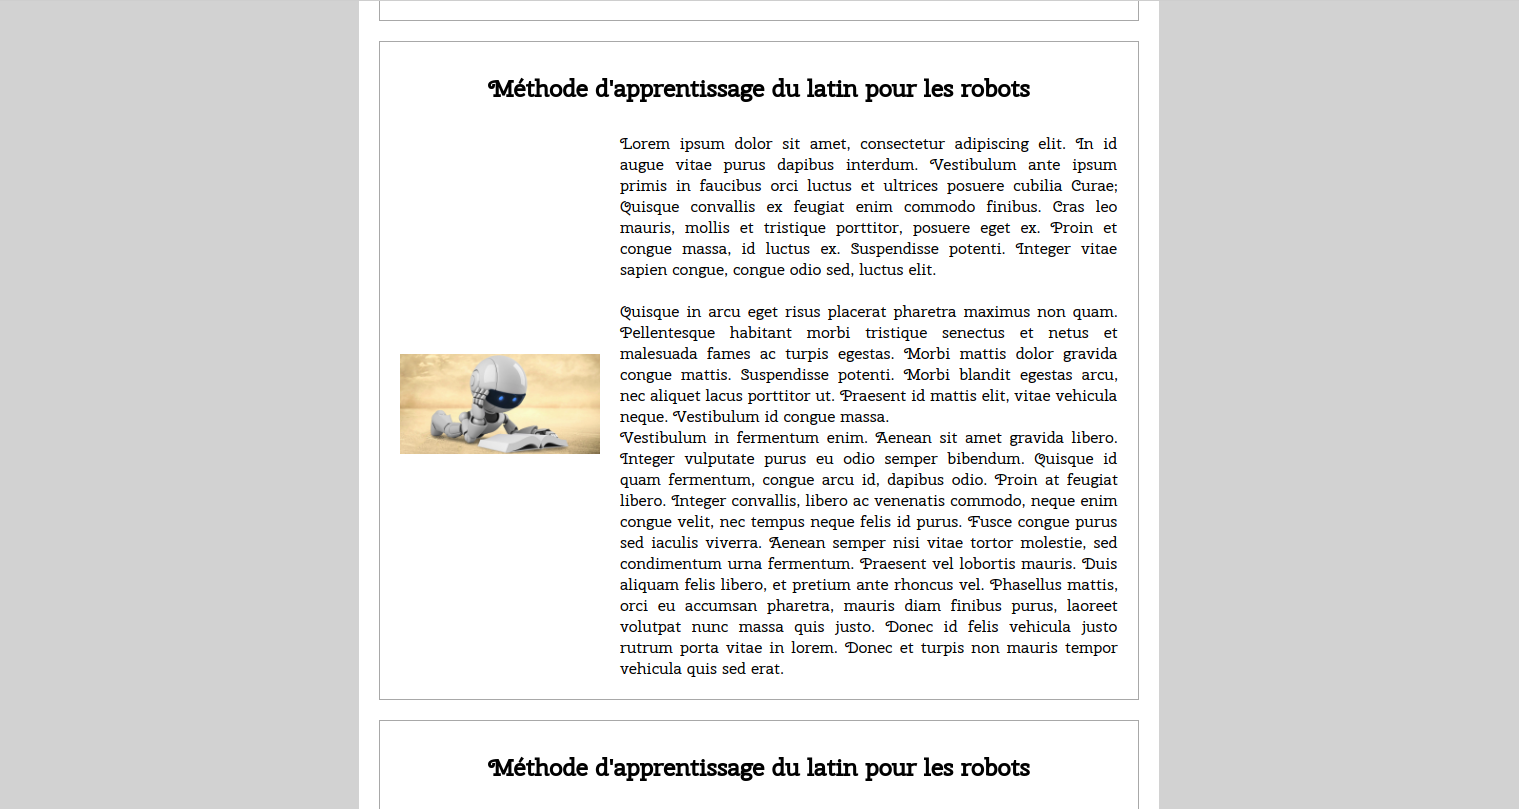 Méthode d'apprentissage du latin pour les robots
Lorem ipsum dolor sit amet, consectetur adipiscing elit. In id
augue vitae purus dapibus interdum. Vestibulum ante ipsum
primis in faucibus orci luctus et ultrices posuere cubilia Curae;
Quisque convallis ex feugiat enim commodo finibus. Cras leo
mauris, mollis et tristique porttitor, posuere eget ex. Proin et
congue massa, id luctus ex. Suspendisse potenti. Integer vitae
sapien congue, congue odio sed, luctus elit.
Quisque in arcu eget risus placerat pharetra maximus non quam.
Pellentesque habitant morbi tristique senectus et netus et
malesuada fames ac turpis egestas. Morbi mattis dolor gravida
congue mattis. Suspendisse potenti. Morbi blandit egestas arcu,
nec aliquet lacus porttitor ut. Praesent id mattis elit, vitae vehicula
neque. Vestibulum id congue massa.
Vestibulum in fermentum enim. Aenean sit amet gravida libero.
Integer vulputate purus eu odio semper bibendum. Quisque id
quam fermentum, congue arcu id, dapibus odio. Proin at feugiat
libero. Integer convallis, libero ac venenatis commodo, neque enim
congue velit, nec tempus neque felis id purus. Fusce congue purus
sed iaculis viverra. Aenean semper nisi vitae tortor molestie, sed
condimentum urna fermentum. Praesent vel lobortis mauris. Duis
aliquam felis libero, et pretium ante rhoncus vel. Phasellus mattis,
orci eu accumsan pharetra, mauris diam finibus purus, laoreet
volutpat nunc massa quis justo. Donec id felis vehicula justo
rutrum porta vitae in lorem. Donec et turpis non mauris tempor
vehicula quis sed erat.
Méthode d'apprentissage du latin pour les robots